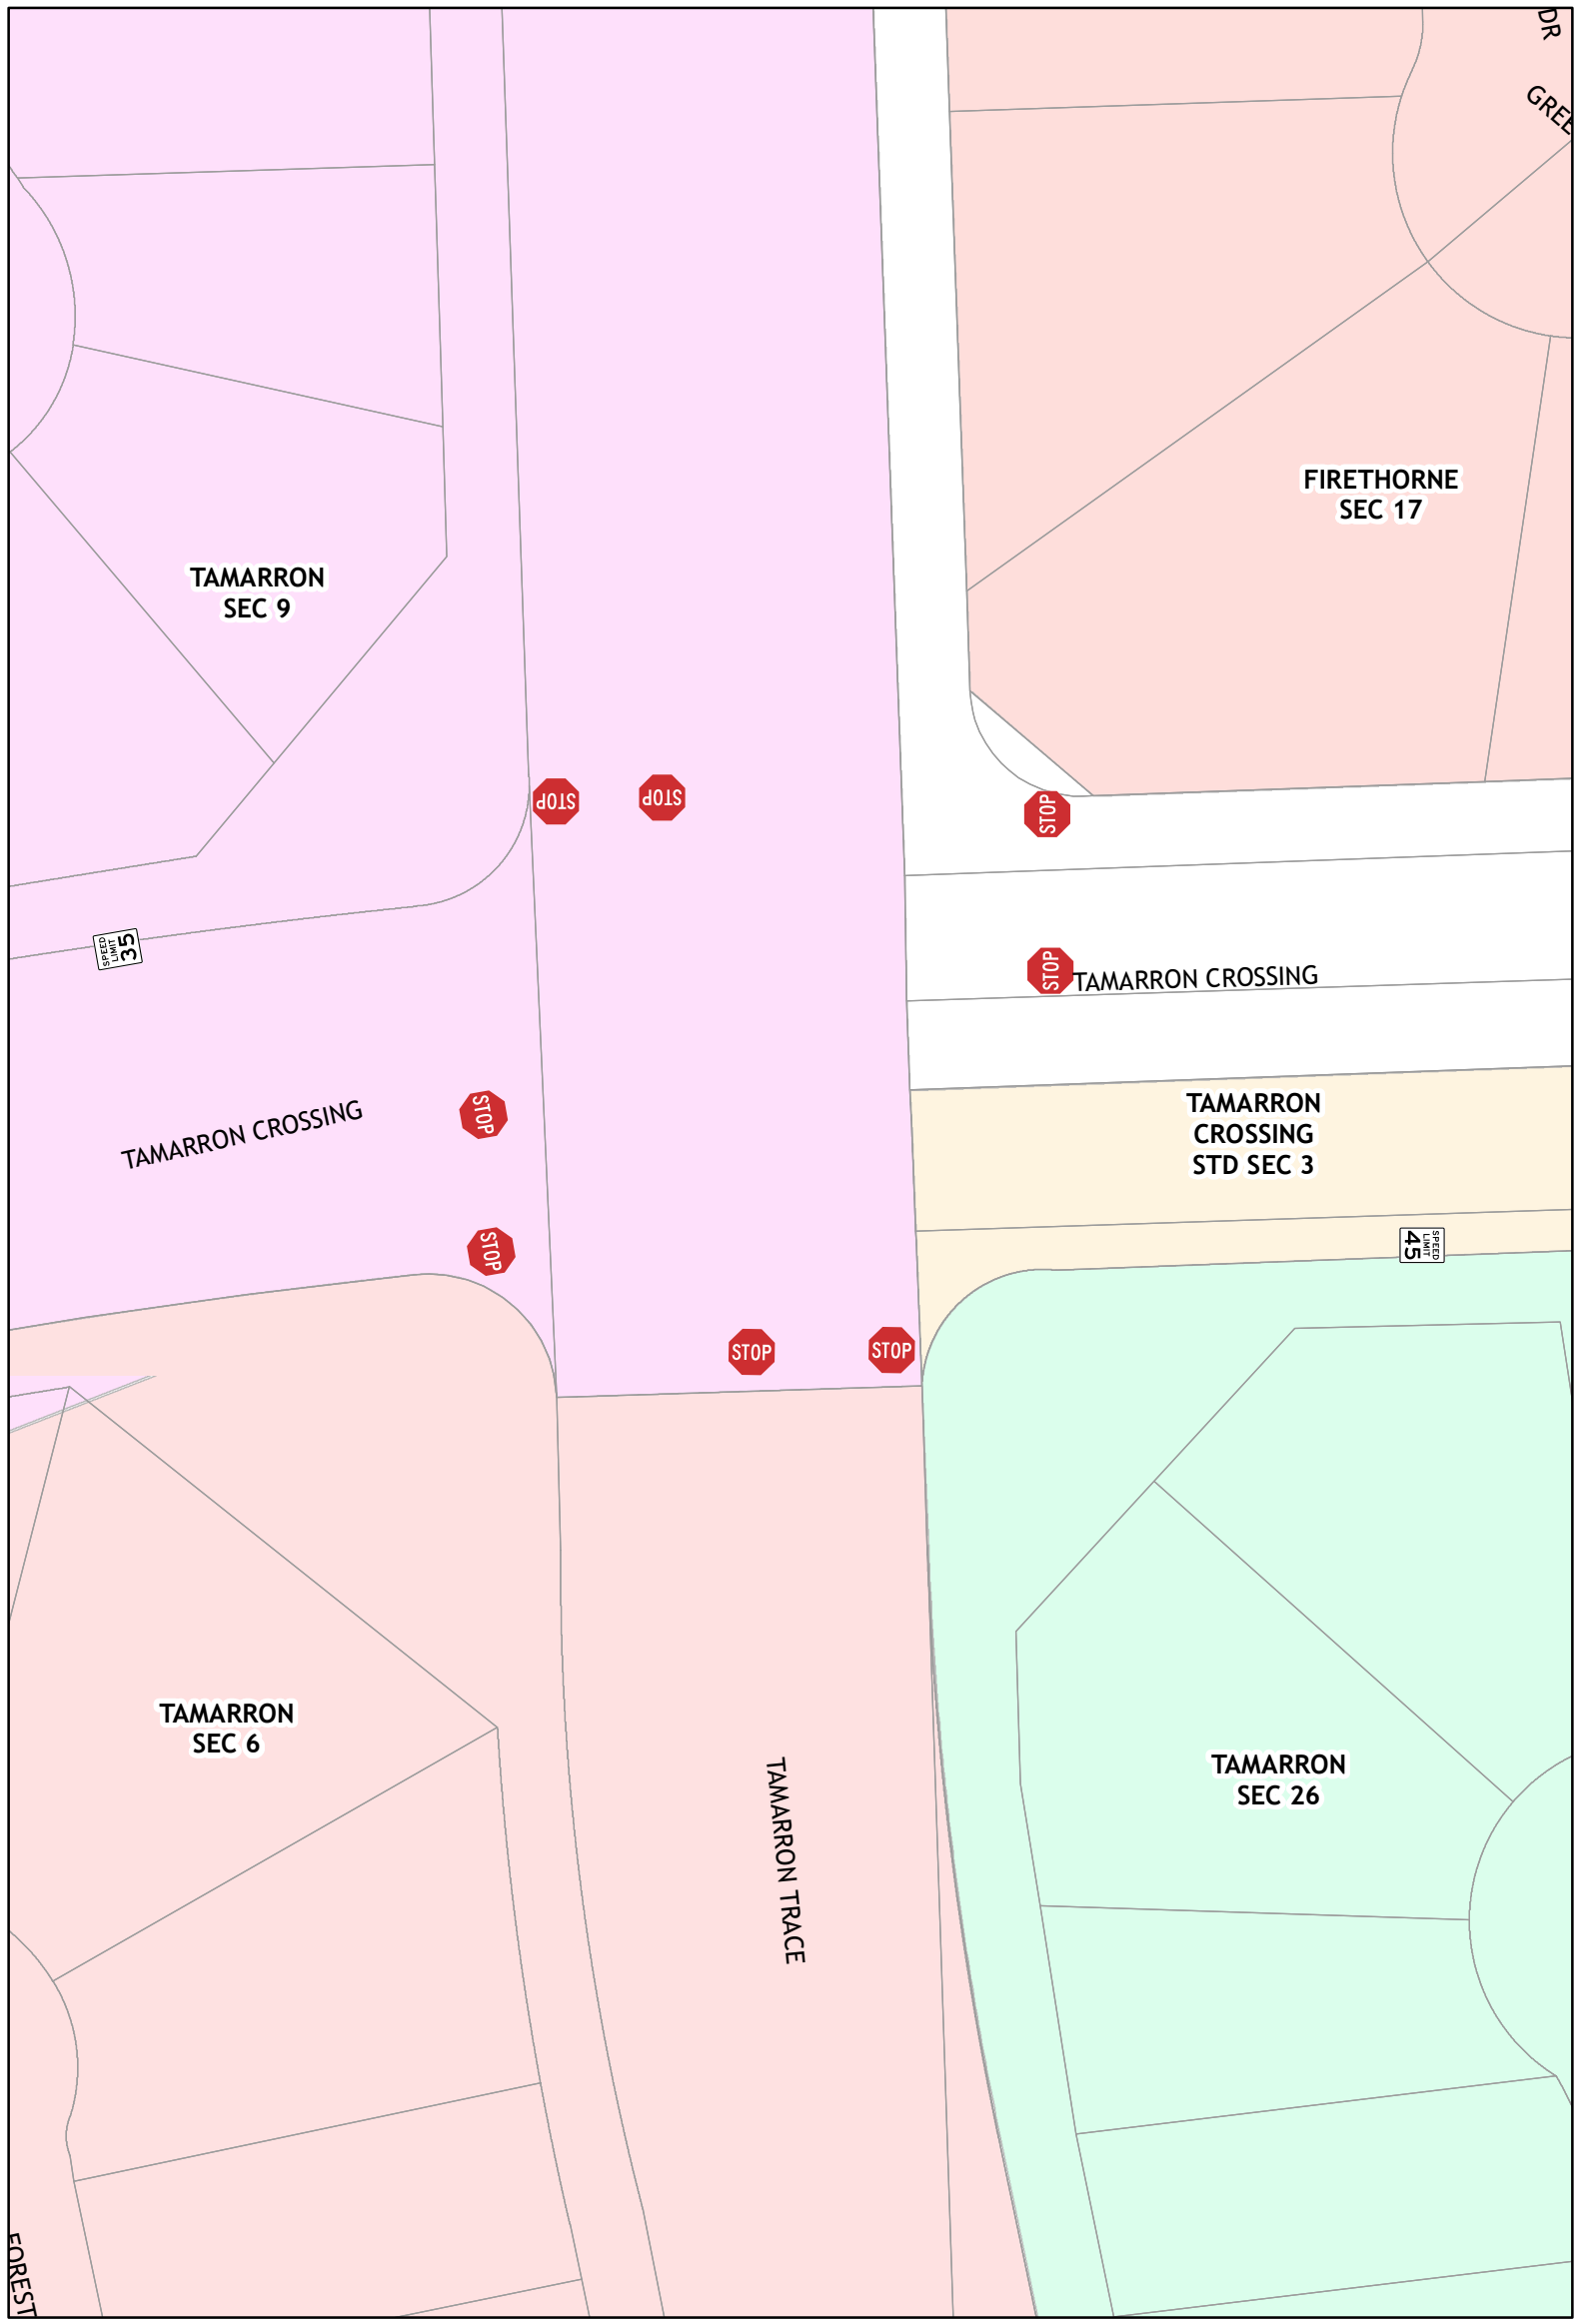 DR
GREE
FIRETHORNE
SEC 17
TAMARRON
SEC 9
STOP
STOP
STOP
SPEED
LIMIT
35
STOP
TAMARRON CROSSING
TAMARRON CROSSING
STOP
TAMARRON
CROSSING
STD SEC 3
STOP
SPEED
LIMIT
45
STOP
STOP
TAMARRON
SEC 6
TAMARRON TRACE
TAMARRON
SEC 26
FOREST